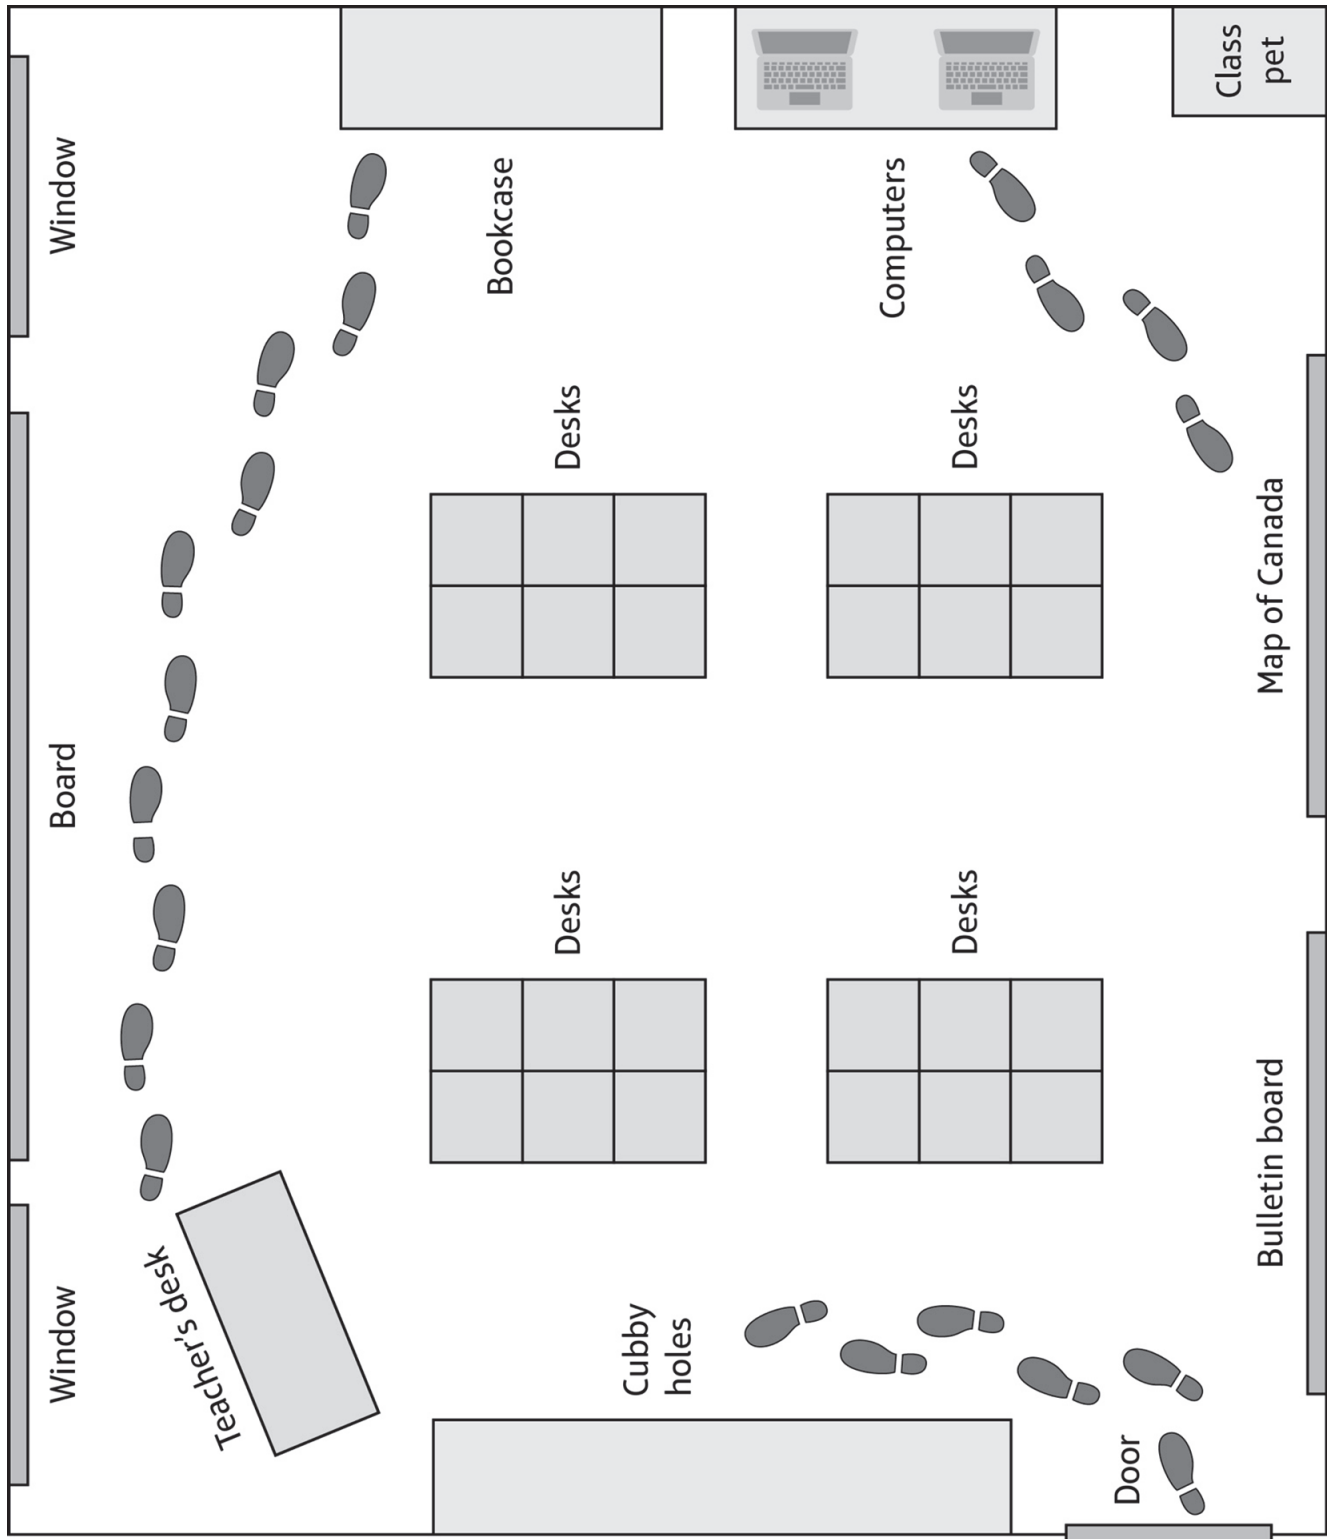 Window
Board
Window
Teacher's desk
Bookcase
Desks
Desks
Cubby
holes
Computers
Desks
Desks
Door
Class
pet
Bulletin board
Map of Canada